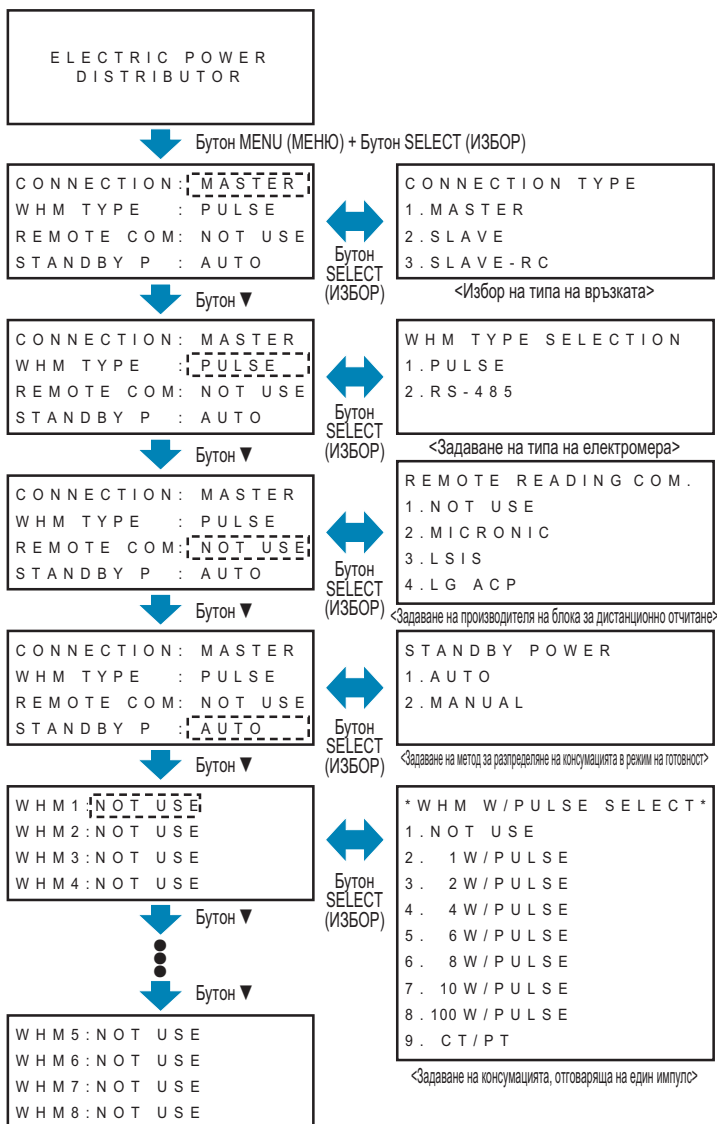 ELECTRIC POWER
DISTRIBUTOR
Бутон MENU (МЕНЮ) + Бутон SELECT (ИЗБОР)
CONNECTION: MASTER
WHM TYPE : PULSE
REMOTE COM: NOT USE
STANDBY P : AUTO
Бутон
SELECT
(ИЗБОР)
CONNECTION TYPE
1.MASTER
2.SLAVE
3.SLAVE-RC
<Избор на типа на връзката>
Бутон ▼
CONNECTION: MASTER
WHM TYPE : PULSE
REMOTE COM: NOT USE
STANDBY P : AUTO
Бутон
SELECT
(ИЗБОР)
WHM TYPE SELECTION
1.PULSE
2.RS-485
<Задаване на типа на електромера>
Бутон ▼
CONNECTION: MASTER
WHM TYPE : PULSE
REMOTE COM: NOT USE
STANDBY P : AUTO
Бутон
SELECT
(ИЗБОР)
REMOTE READING COM.
1.NOT USE
2.MICRONIC
3.LSIS
4.LG ACP
<Задаване на производителя на блока за дистанционно отчитане>
Бутон ▼
CONNECTION: MASTER
WHM TYPE : PULSE
REMOTE COM: NOT USE
STANDBY P : AUTO
Бутон
SELECT
(ИЗБОР)
STANDBY POWER
1.AUTO
2.MANUAL
<Задаване на метод за разпределяне на консумацията в режим на готовност>
Бутон ▼
WHM1:NOT USE
WHM2:NOT USE
WHM3:NOT USE
WHM4:NOT USE
Бутон
SELECT
(ИЗБОР)
*WHM W/PULSE SELECT*
1.NOT USE
2. 1W/PULSE
3. 2W/PULSE
4. 4W/PULSE
5. 6W/PULSE
6. 8W/PULSE
7. 10W/PULSE
8.100W/PULSE
9. CT/PT
<Задаване на консумацията, отговаряща на един импулс>
Бутон ▼
Бутон ▼
WHM5:NOT USE
WHM6:NOT USE
WHM7:NOT USE
WHM8:NOT USE